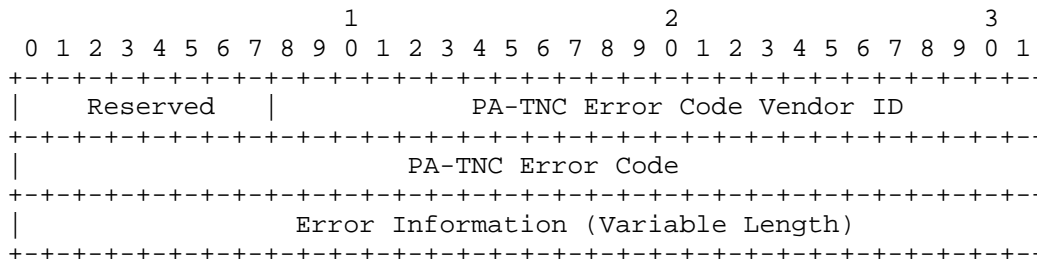 1                   2                   3
 0 1 2 3 4 5 6 7 8 9 0 1 2 3 4 5 6 7 8 9 0 1 2 3 4 5 6 7 8 9 0 1
+-+-+-+-+-+-+-+-+-+-+-+-+-+-+-+-+-+-+-+-+-+-+-+-+-+-+-+-+-+-+--
|    Reserved   |            PA-TNC Error Code Vendor ID
+-+-+-+-+-+-+-+-+-+-+-+-+-+-+-+-+-+-+-+-+-+-+-+-+-+-+-+-+-+-+--
|                        PA-TNC Error Code
+-+-+-+-+-+-+-+-+-+-+-+-+-+-+-+-+-+-+-+-+-+-+-+-+-+-+-+-+-+-+--
|                 Error Information (Variable Length)
+-+-+-+-+-+-+-+-+-+-+-+-+-+-+-+-+-+-+-+-+-+-+-+-+-+-+-+-+-+-+--